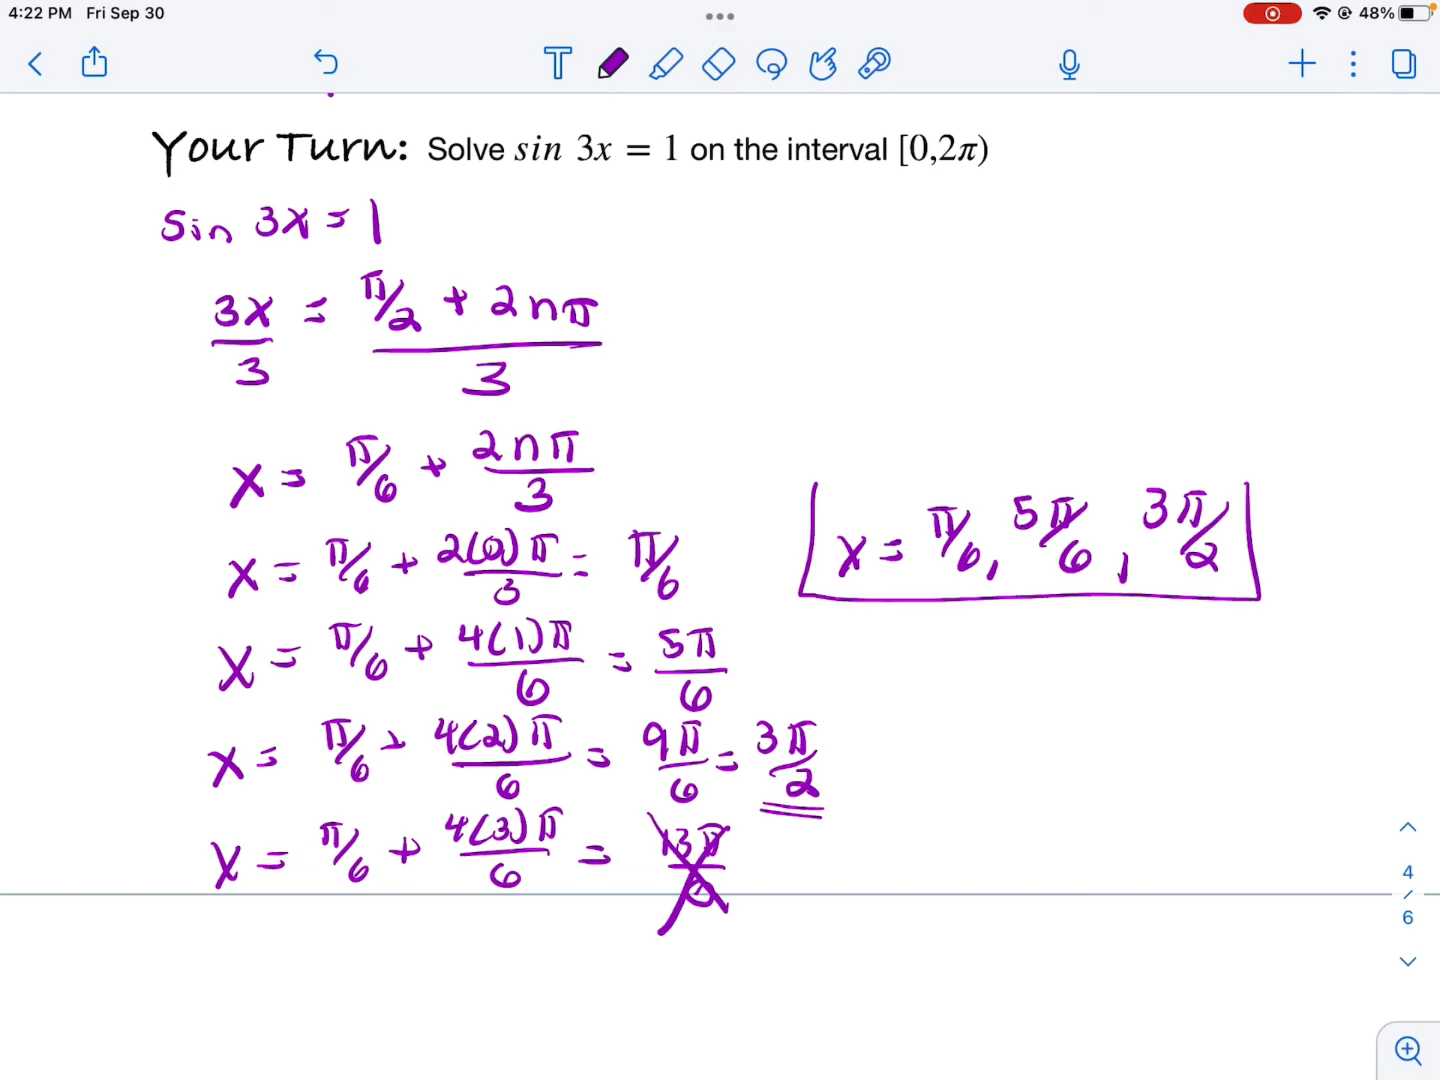 4:22 PM Fri Sep 30
48%
T
Your Turn: Solve sin 3x = 1 on the interval [0,2π)
Sin 3x = 1
3x/3 = (π/2 + 2nπ)/3
x = π/6 + 2nπ/3
x = π/6 + 2(0)π/3 = π/6
x = π/6 + 4(1)π/6 = 5π/6
x = π/6 + 4(2)π/6 = 9π/6 = 3π/2
x = π/6 + 4(3)π/6 = 13π/6
x = π/6, 5π/6, 3π/2
4
/
6